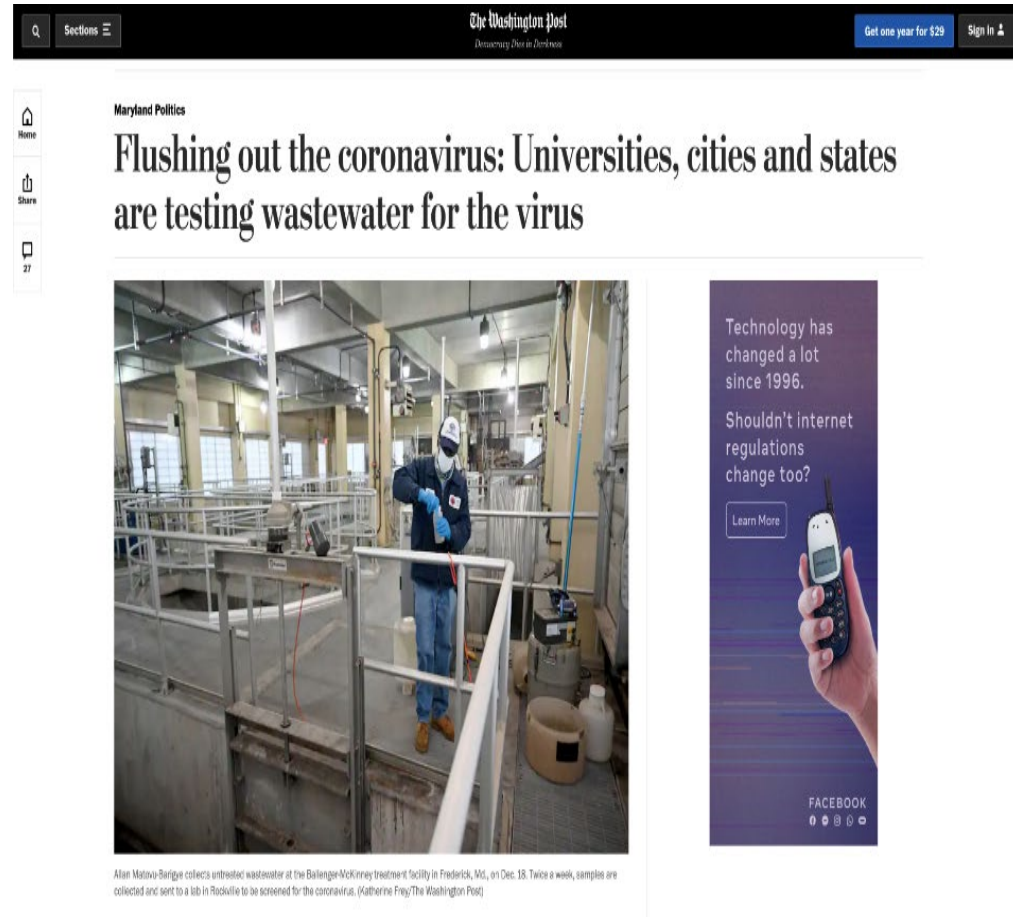 Sections
The Washington Post
Democracy Dies in Darkness
Get one year for $29
Sign In
Home
Share
27
Maryland Politics
Flushing out the coronavirus: Universities, cities and states
are testing wastewater for the virus
Technology has
changed a lot
since 1996.
Shouldn't internet
regulations
change too?
Learn More
FACEBOOK
Allan Matovu-Barigye collects untreated wastewater at the Ballenger-McKinney treatment facility in Frederick, Md., on Dec. 18. Twice a week, samples are
collected and sent to a lab in Rockville to be screened for the coronavirus. (Katherine Frey/The Washington Post)